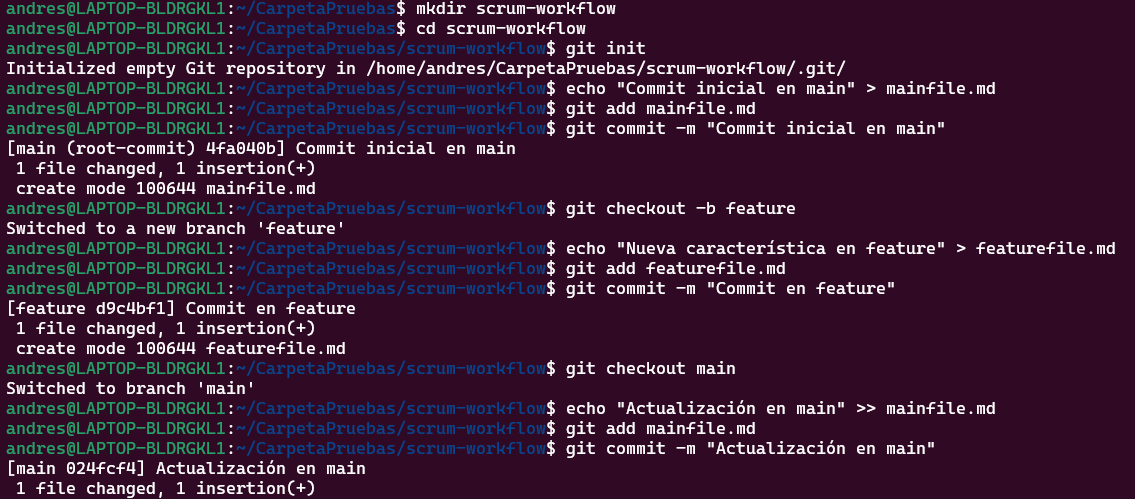 andres@LAPTOP-BLDRGKL1:~/CarpetaPruebas$ mkdir scrum-workflow
andres@LAPTOP-BLDRGKL1:~/CarpetaPruebas$ cd scrum-workflow
andres@LAPTOP-BLDRGKL1:~/CarpetaPruebas/scrum-workflow$ git init
Initialized empty Git repository in /home/andres/CarpetaPruebas/scrum-workflow/.git/
andres@LAPTOP-BLDRGKL1:~/CarpetaPruebas/scrum-workflow$ echo "Commit inicial en main" > mainfile.md
andres@LAPTOP-BLDRGKL1:~/CarpetaPruebas/scrum-workflow$ git add mainfile.md
andres@LAPTOP-BLDRGKL1:~/CarpetaPruebas/scrum-workflow$ git commit -m "Commit inicial en main"
[main (root-commit) 4fa040b] Commit inicial en main
 1 file changed, 1 insertion(+)
 create mode 100644 mainfile.md
andres@LAPTOP-BLDRGKL1:~/CarpetaPruebas/scrum-workflow$ git checkout -b feature
Switched to a new branch 'feature'
andres@LAPTOP-BLDRGKL1:~/CarpetaPruebas/scrum-workflow$ echo "Nueva característica en feature" > featurefile.md
andres@LAPTOP-BLDRGKL1:~/CarpetaPruebas/scrum-workflow$ git add featurefile.md
andres@LAPTOP-BLDRGKL1:~/CarpetaPruebas/scrum-workflow$ git commit -m "Commit en feature"
[feature d9c4bf1] Commit en feature
 1 file changed, 1 insertion(+)
 create mode 100644 featurefile.md
andres@LAPTOP-BLDRGKL1:~/CarpetaPruebas/scrum-workflow$ git checkout main
Switched to branch 'main'
andres@LAPTOP-BLDRGKL1:~/CarpetaPruebas/scrum-workflow$ echo "Actualización en main" >> mainfile.md
andres@LAPTOP-BLDRGKL1:~/CarpetaPruebas/scrum-workflow$ git add mainfile.md
andres@LAPTOP-BLDRGKL1:~/CarpetaPruebas/scrum-workflow$ git commit -m "Actualización en main"
[main 024fcf4] Actualización en main
 1 file changed, 1 insertion(+)